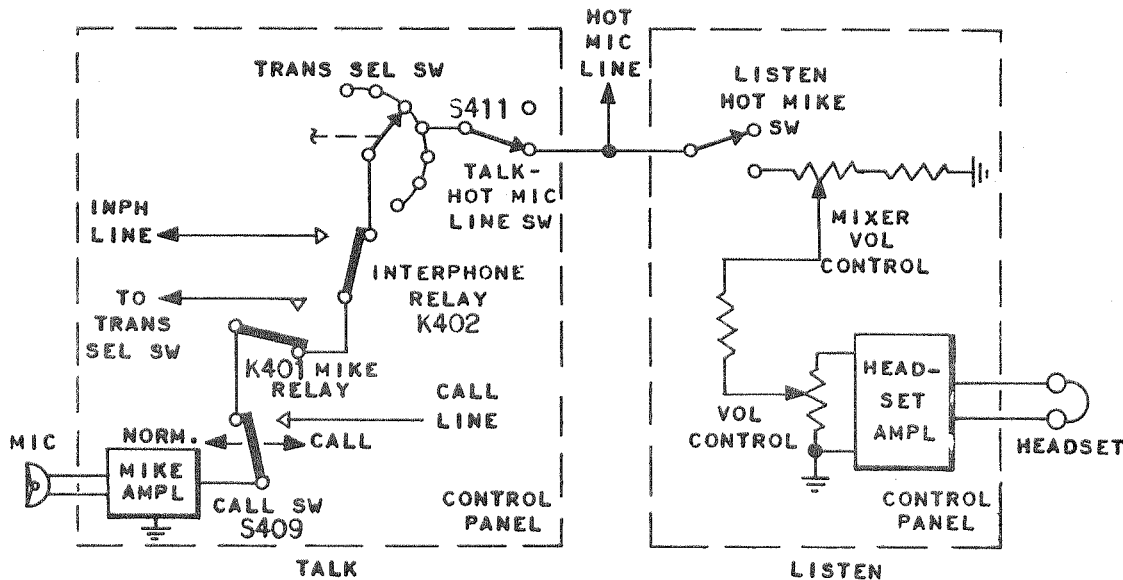 HOT
MIC
LINE
TRANS SEL SW
S411
LISTEN
HOT MIKE
SW
TALK-
HOT MIC
LINE SW
INPH
LINE
MIXER
VOL
CONTROL
INTERPHONE
RELAY
K402
TO
TRANS
SEL SW
K401 MIKE
RELAY
CALL
LINE
HEAD-
SET
AMPL
VOL
CONTROL
HEADSET
MIC
NORM.
CALL
MIKE
AMPL
CALL SW
S409
CONTROL
PANEL
CONTROL
PANEL
TALK
LISTEN